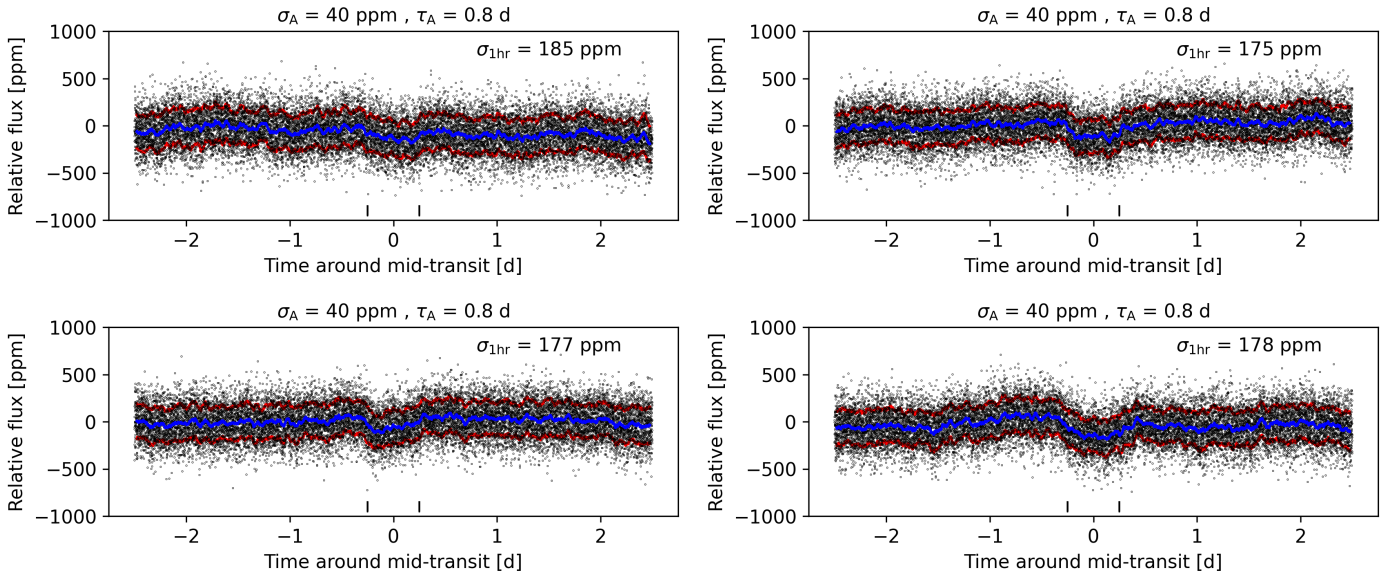 σA = 40 ppm , τA = 0.8 d
σ1hr = 185 ppm
Relative flux [ppm]
1000
500
0
−500
−1000
−2 −1 0 1 2
Time around mid-transit [d]
σA = 40 ppm , τA = 0.8 d
σ1hr = 175 ppm
Relative flux [ppm]
1000
500
0
−500
−1000
−2 −1 0 1 2
Time around mid-transit [d]
σA = 40 ppm , τA = 0.8 d
σ1hr = 177 ppm
Relative flux [ppm]
1000
500
0
−500
−1000
−2 −1 0 1 2
Time around mid-transit [d]
σA = 40 ppm , τA = 0.8 d
σ1hr = 178 ppm
Relative flux [ppm]
1000
500
0
−500
−1000
−2 −1 0 1 2
Time around mid-transit [d]